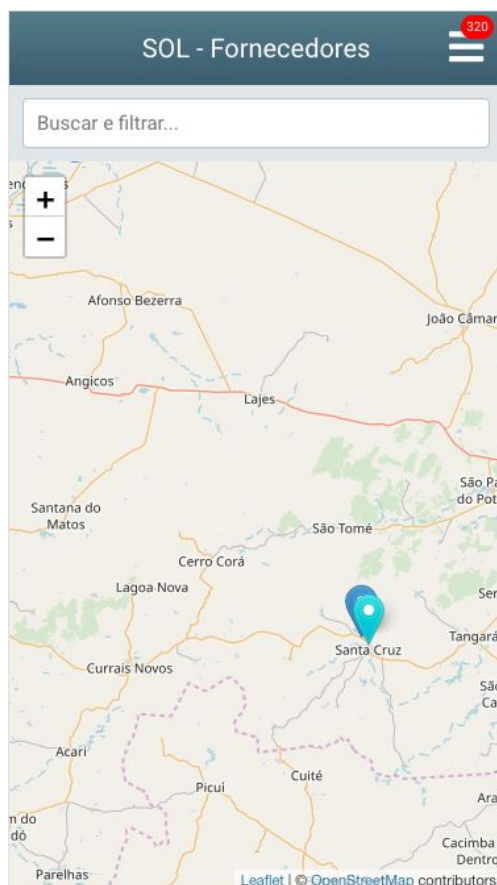 320
SOL - Fornecedores
Buscar e filtrar...
+
−
Afonso Bezerra
João Câmar
Angicos
Lajes
São Pa
do Pot
Santana do
Matos
São Tomé
Cerro Corá
Lagoa Nova
Ser
Tangará
Santa Cruz
Currais Novos
São
Ca
Acari
Cuité
Picuí
Ara
m do
dó
Cacimba
Dentro
Parelhas
Leaflet | © OpenStreetMap contributors